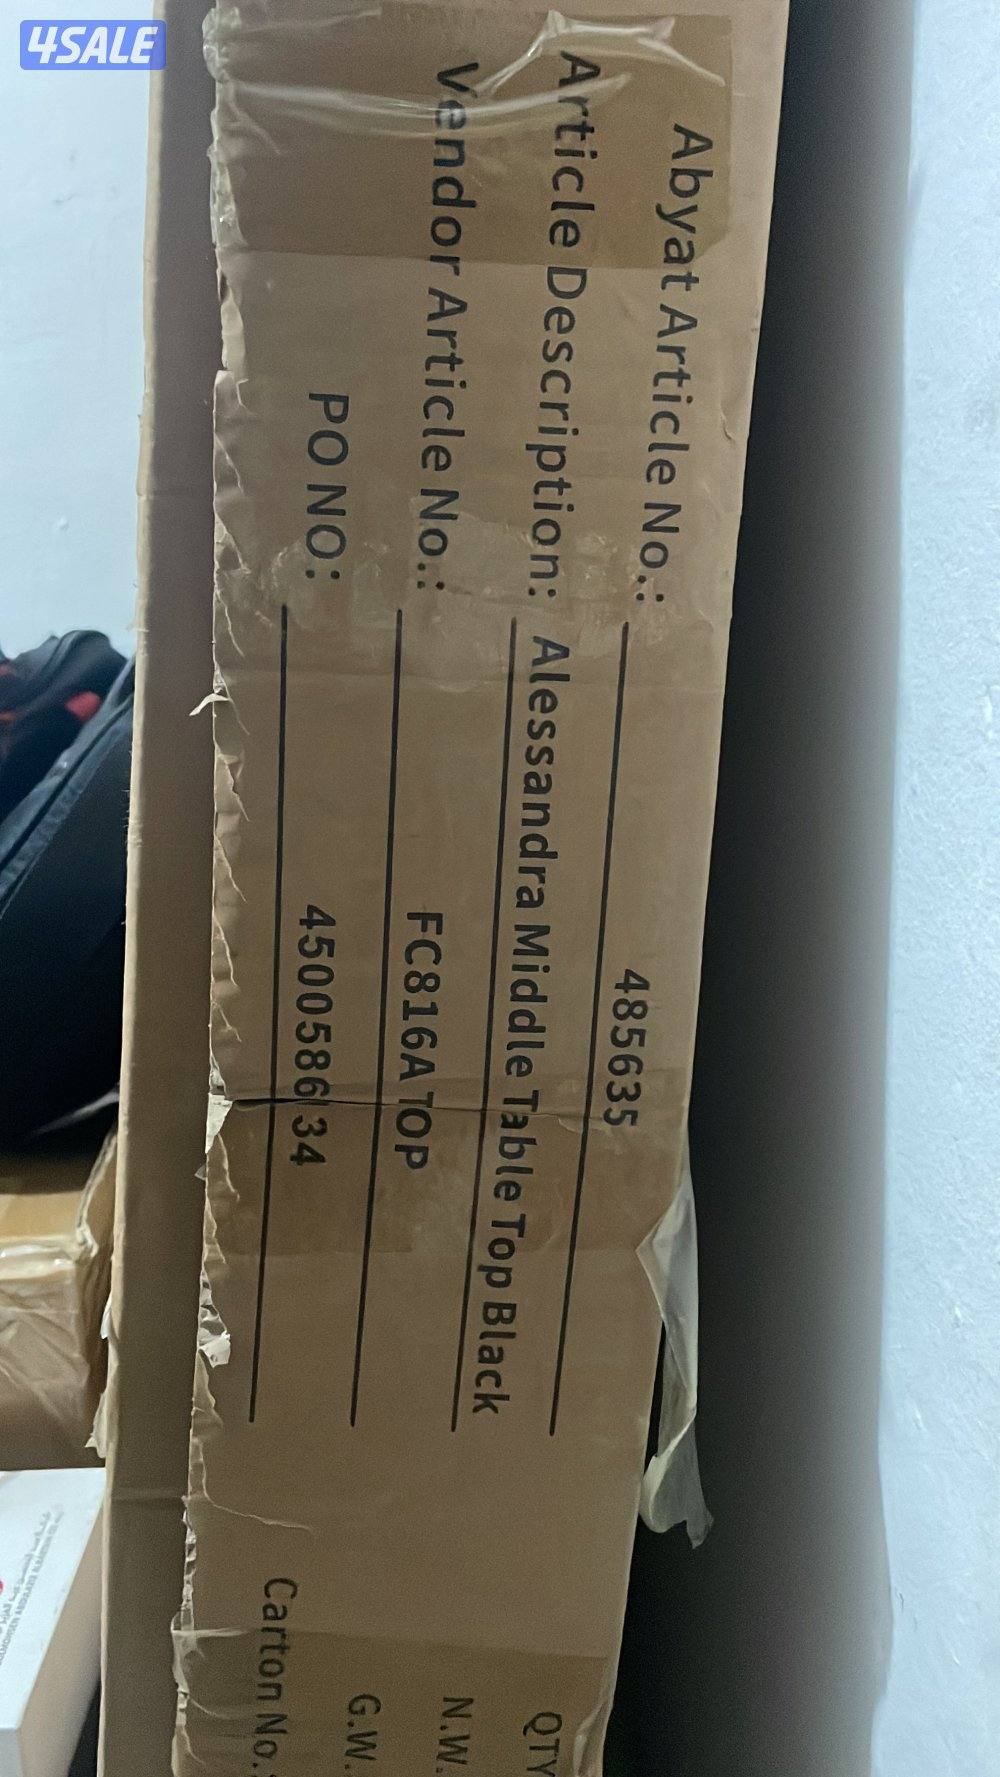 4SALE
Abyat Article No.: 485635
Article Description: Alessandra Middle Table Top Black
Vendor Article No.: FC816A TOP
PO NO: 4500586134
QTY
N.W.
G.W.
Carton No.: